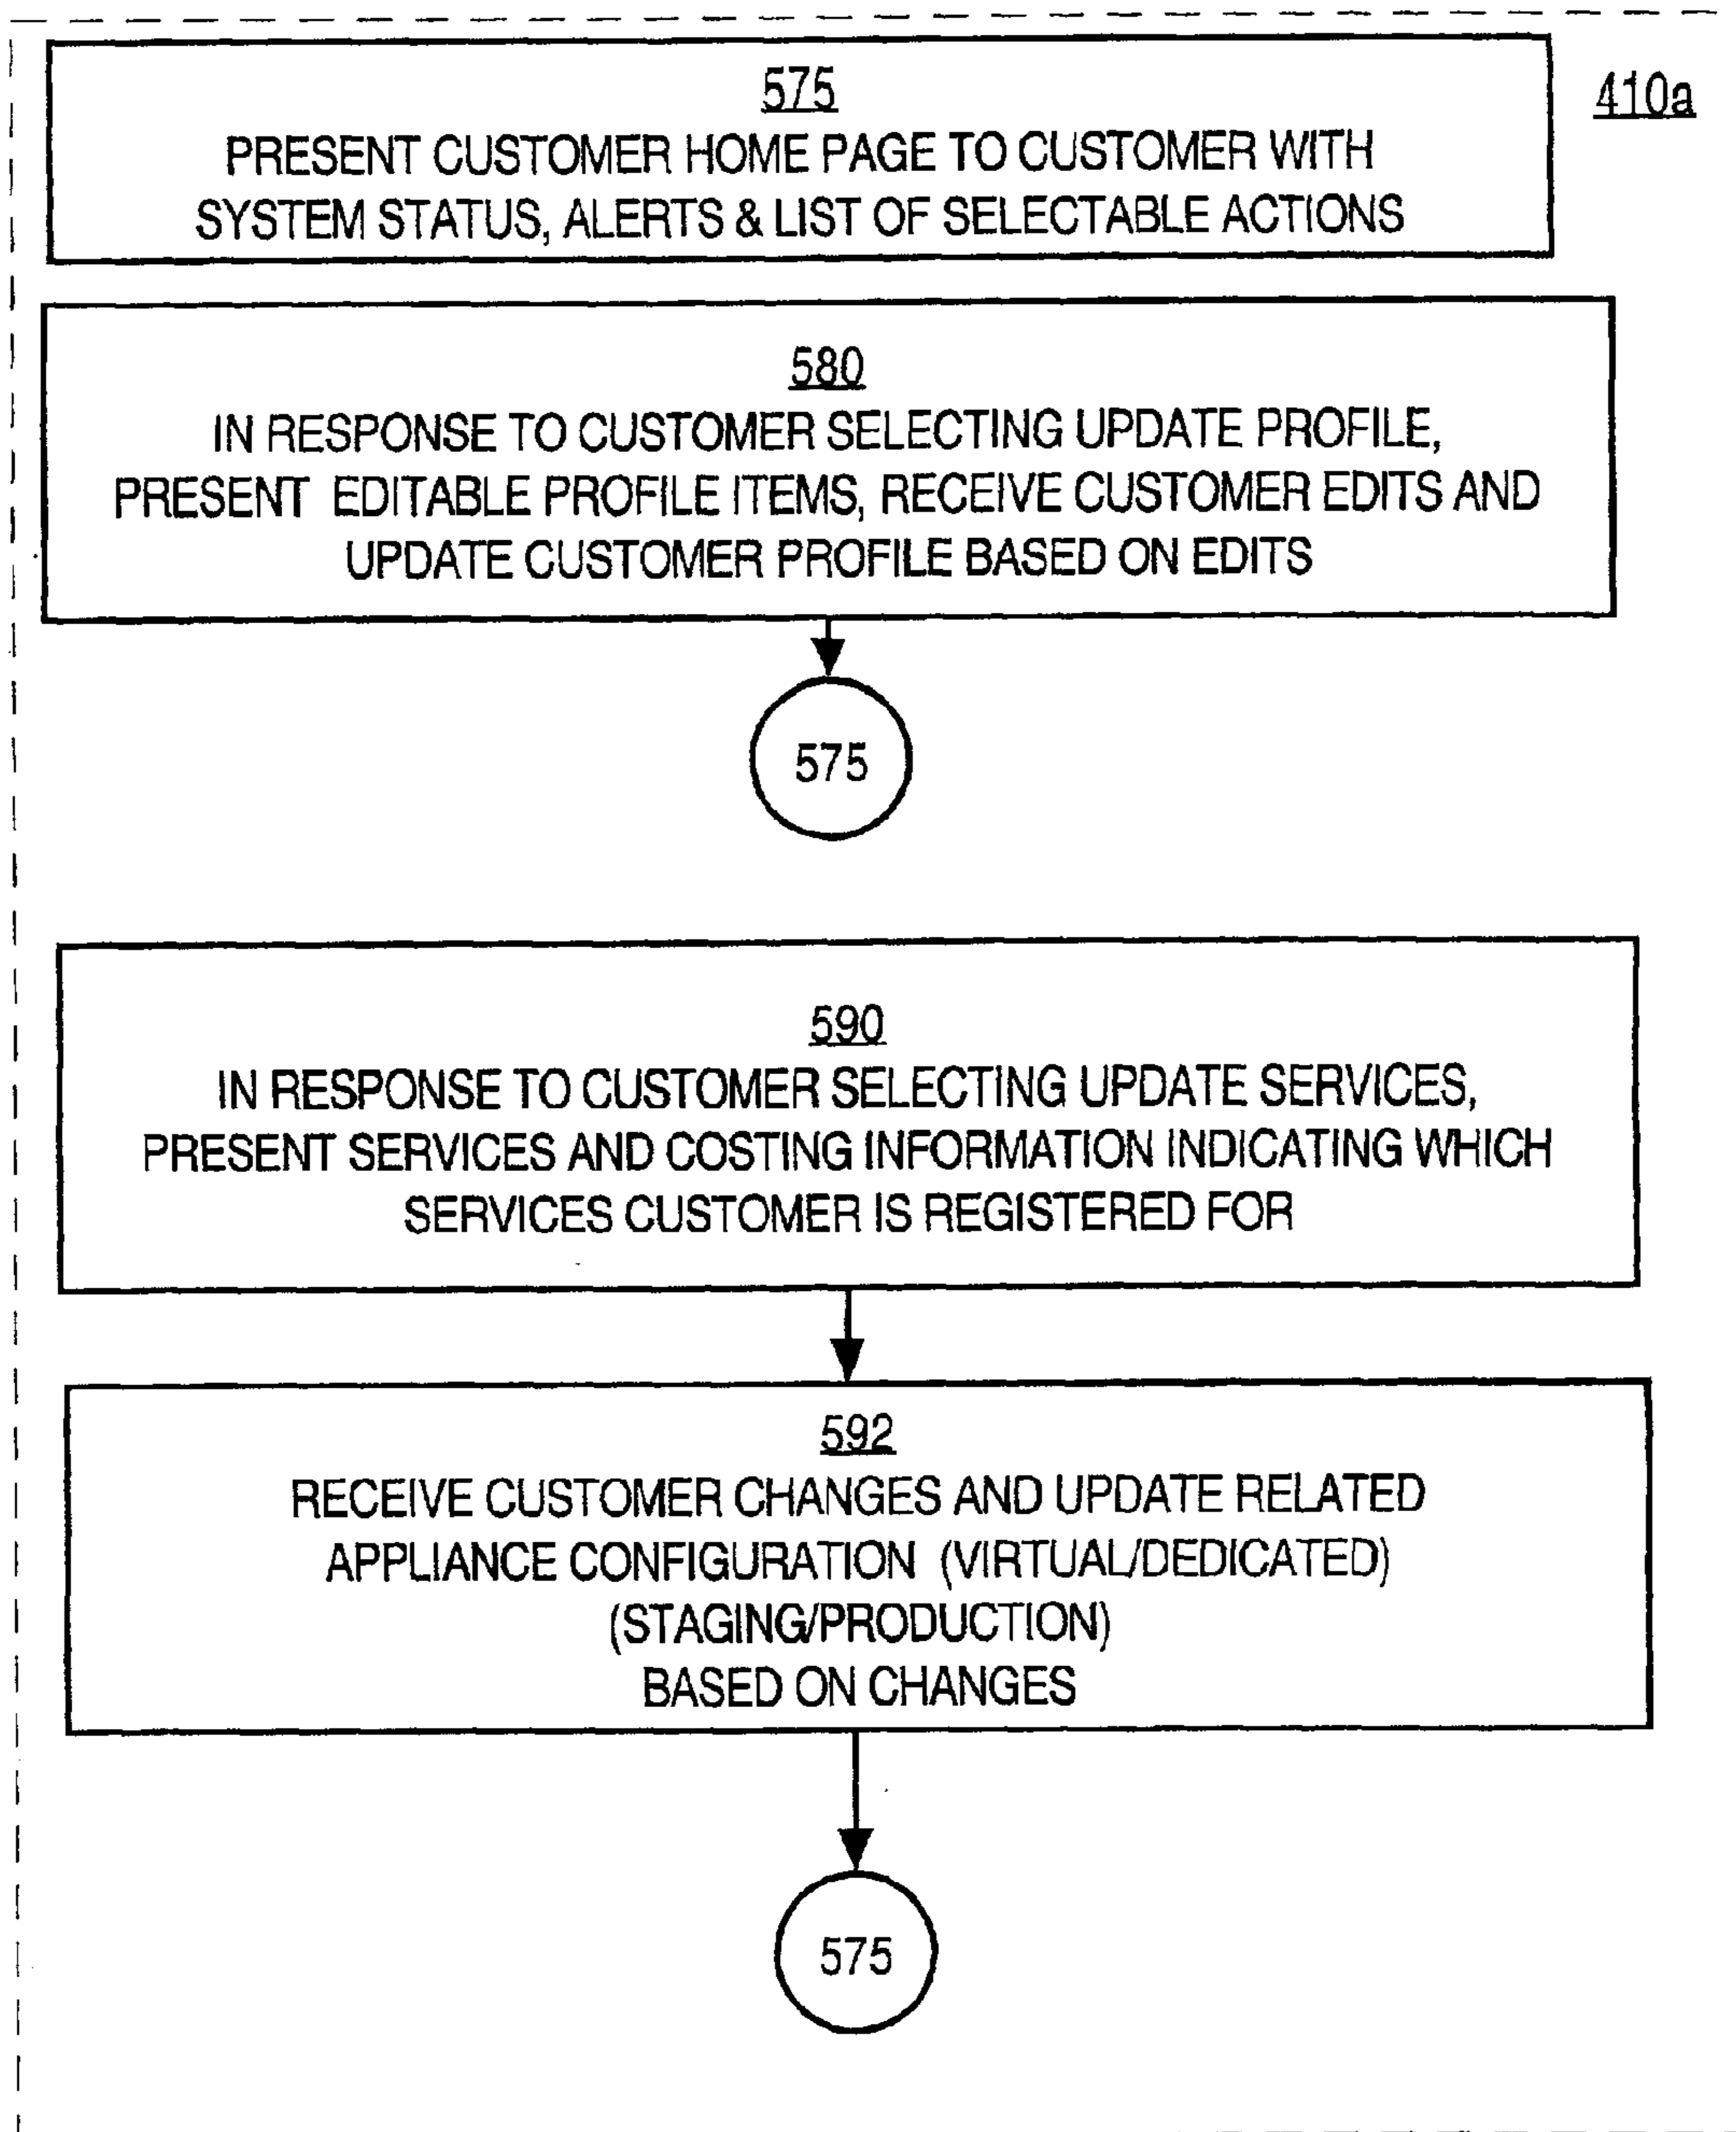 575
410a
PRESENT CUSTOMER HOME PAGE TO CUSTOMER WITH
SYSTEM STATUS, ALERTS & LIST OF SELECTABLE ACTIONS
580
IN RESPONSE TO CUSTOMER SELECTING UPDATE PROFILE,
PRESENT EDITABLE PROFILE ITEMS, RECEIVE CUSTOMER EDITS AND
UPDATE CUSTOMER PROFILE BASED ON EDITS
575
590
IN RESPONSE TO CUSTOMER SELECTING UPDATE SERVICES,
PRESENT SERVICES AND COSTING INFORMATION INDICATING WHICH
SERVICES CUSTOMER IS REGISTERED FOR
592
RECEIVE CUSTOMER CHANGES AND UPDATE RELATED
APPLIANCE CONFIGURATION (VIRTUAL/DEDICATED)
(STAGING/PRODUCTION)
BASED ON CHANGES
575